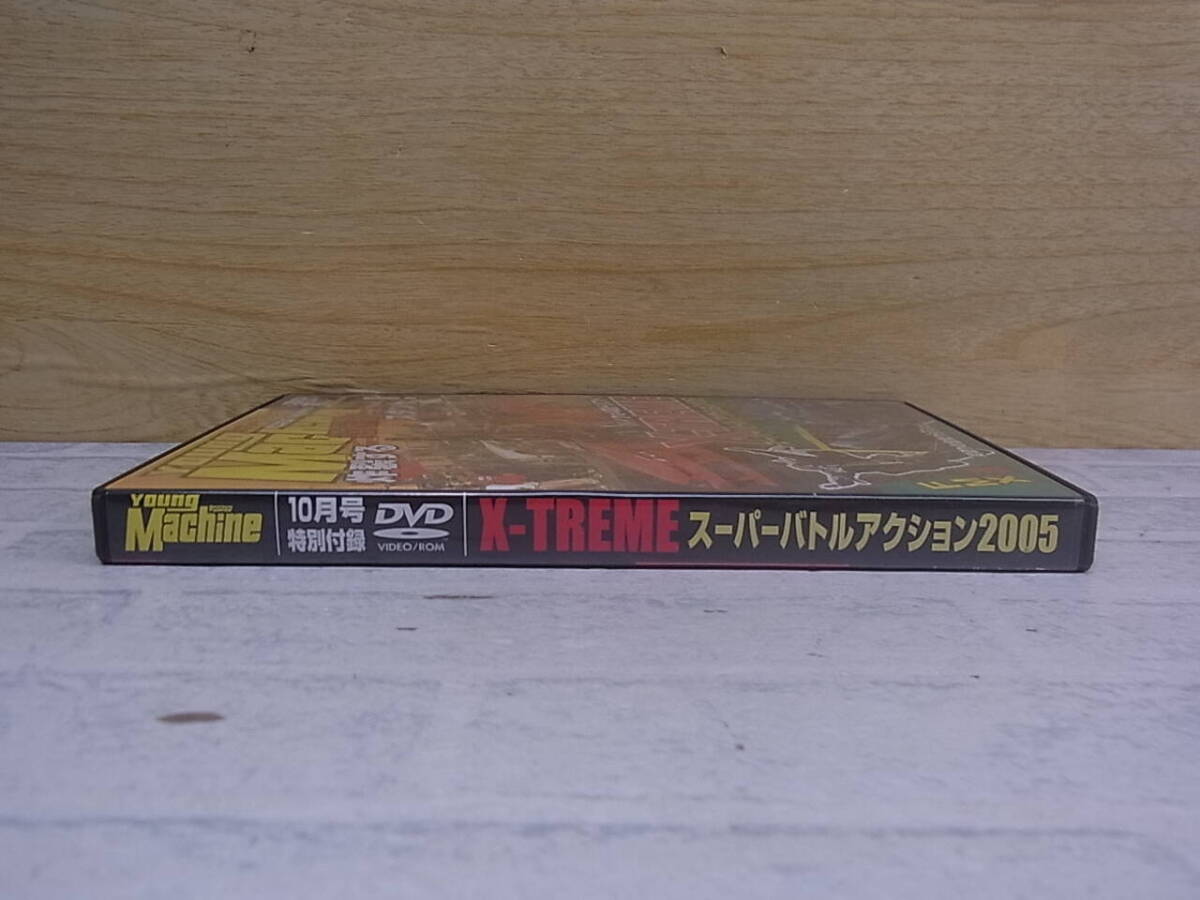 Young
Machine
10月号
特別付録
DVD
VIDEO/ROM
X-TREME スーパーバトルアクション2005